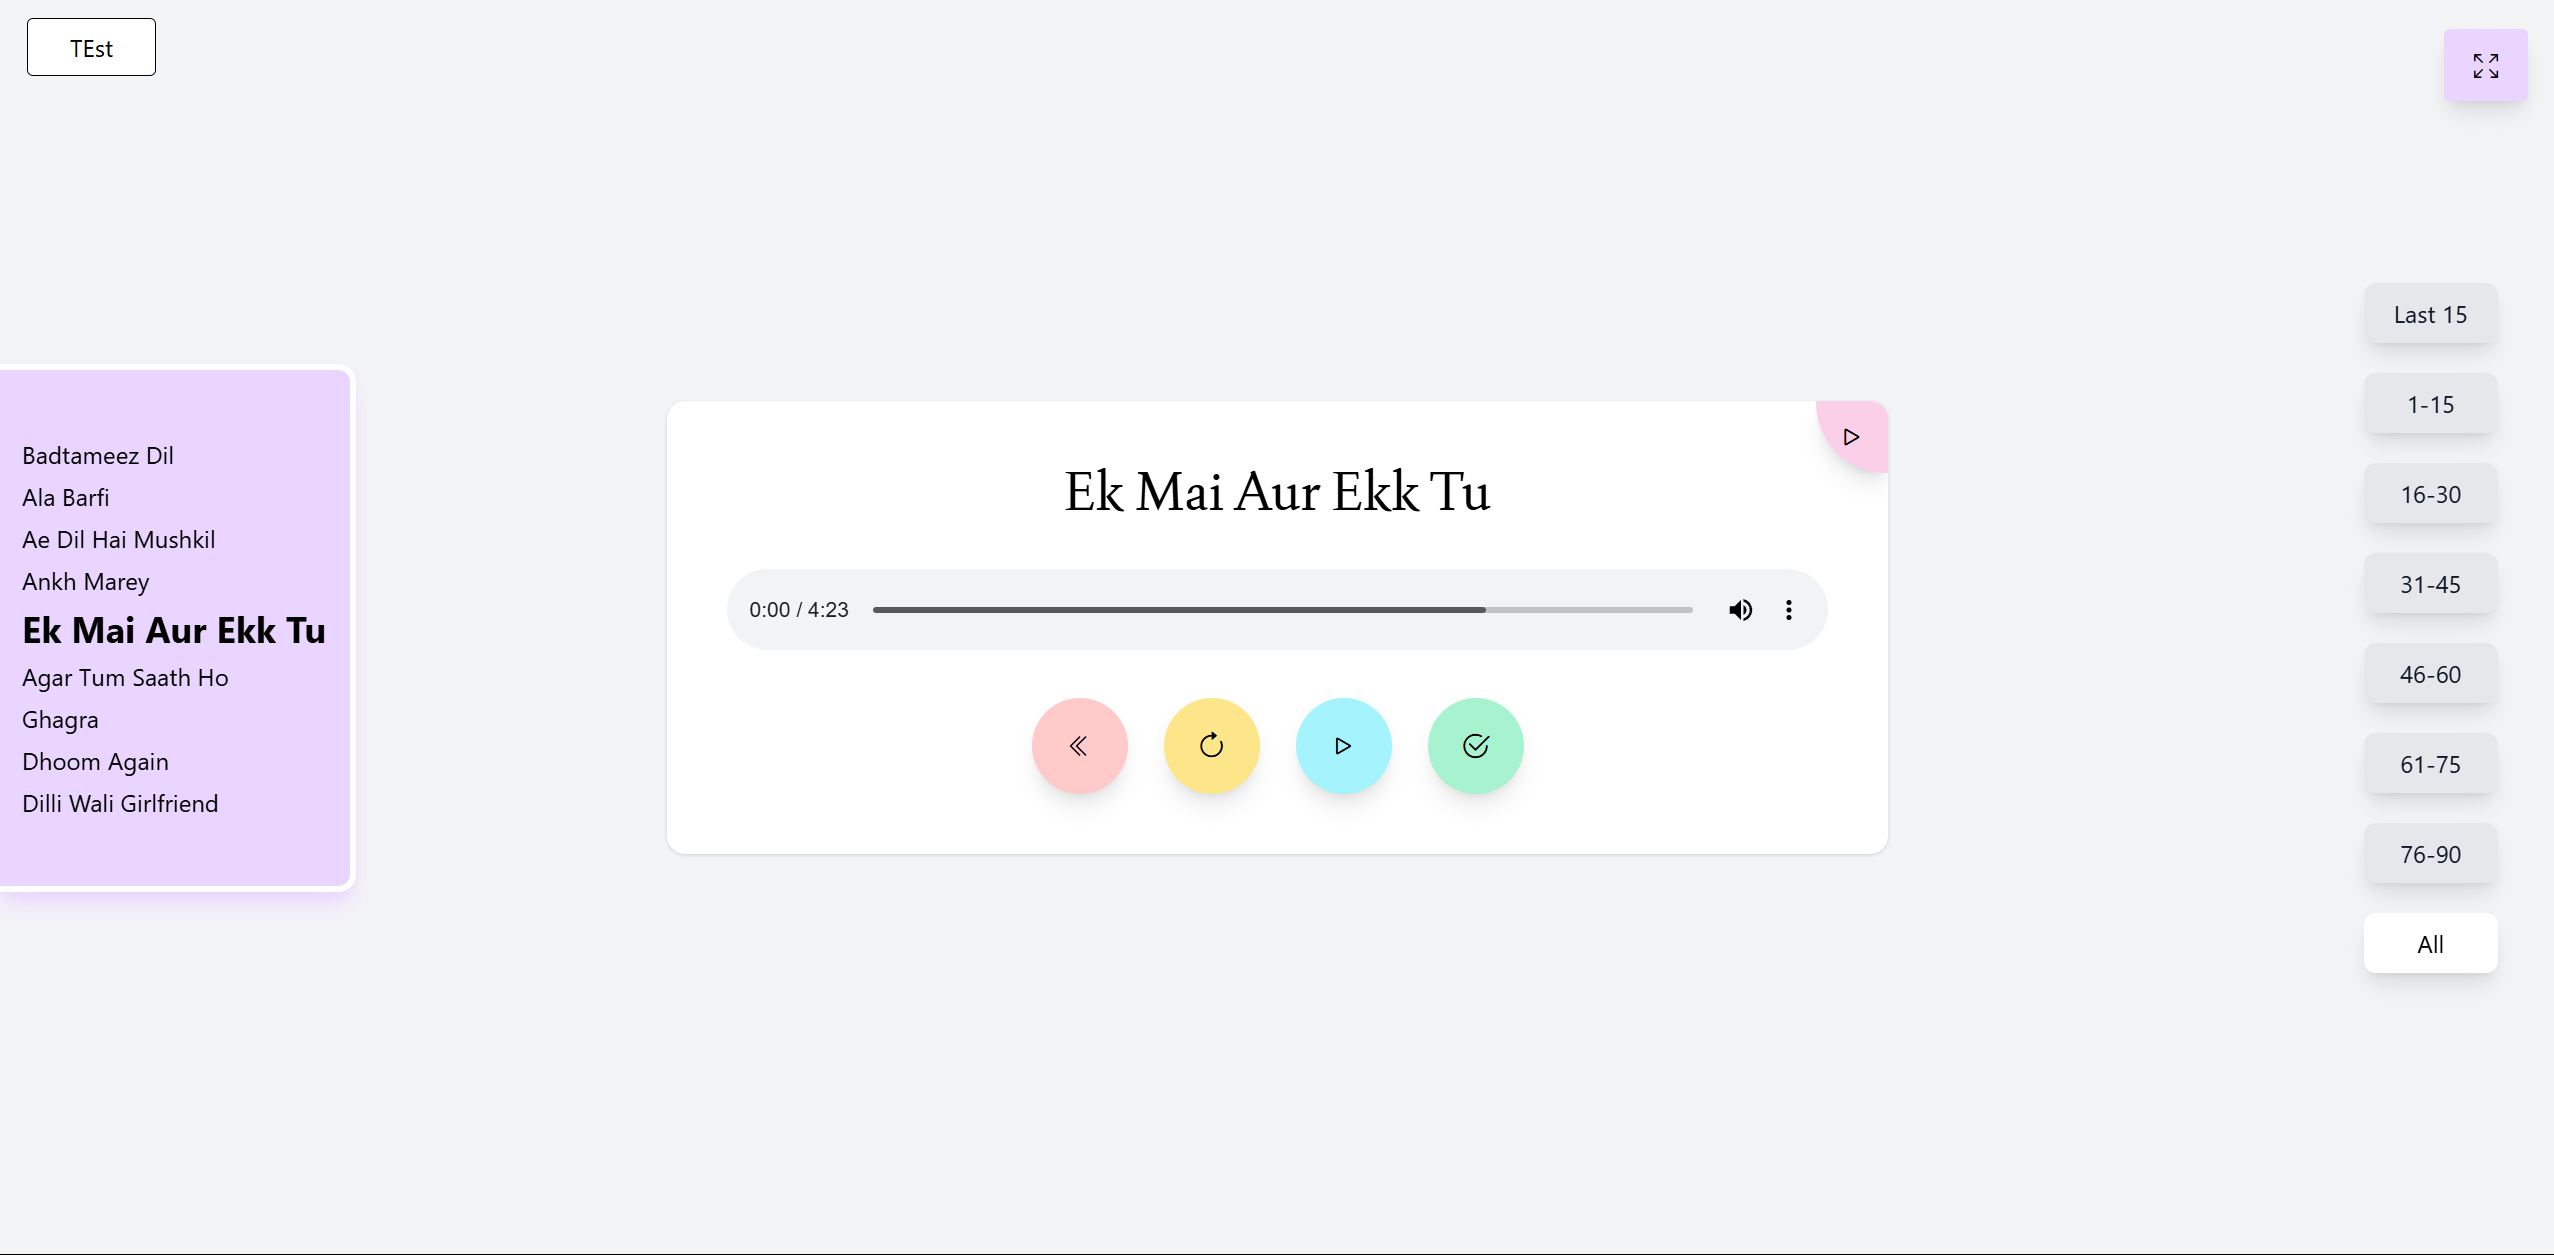 TEst
Badtameez Dil
Ala Barfi
Ae Dil Hai Mushkil
Ankh Marey
Ek Mai Aur Ekk Tu
Agar Tum Saath Ho
Ghagra
Dhoom Again
Dilli Wali Girlfriend
Ek Mai Aur Ekk Tu
0:00 / 4:23
Last 15
1-15
16-30
31-45
46-60
61-75
76-90
All